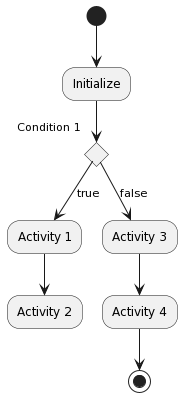 Initialize
Condition 1
true
false
Activity 1
Activity 3
Activity 2
Activity 4